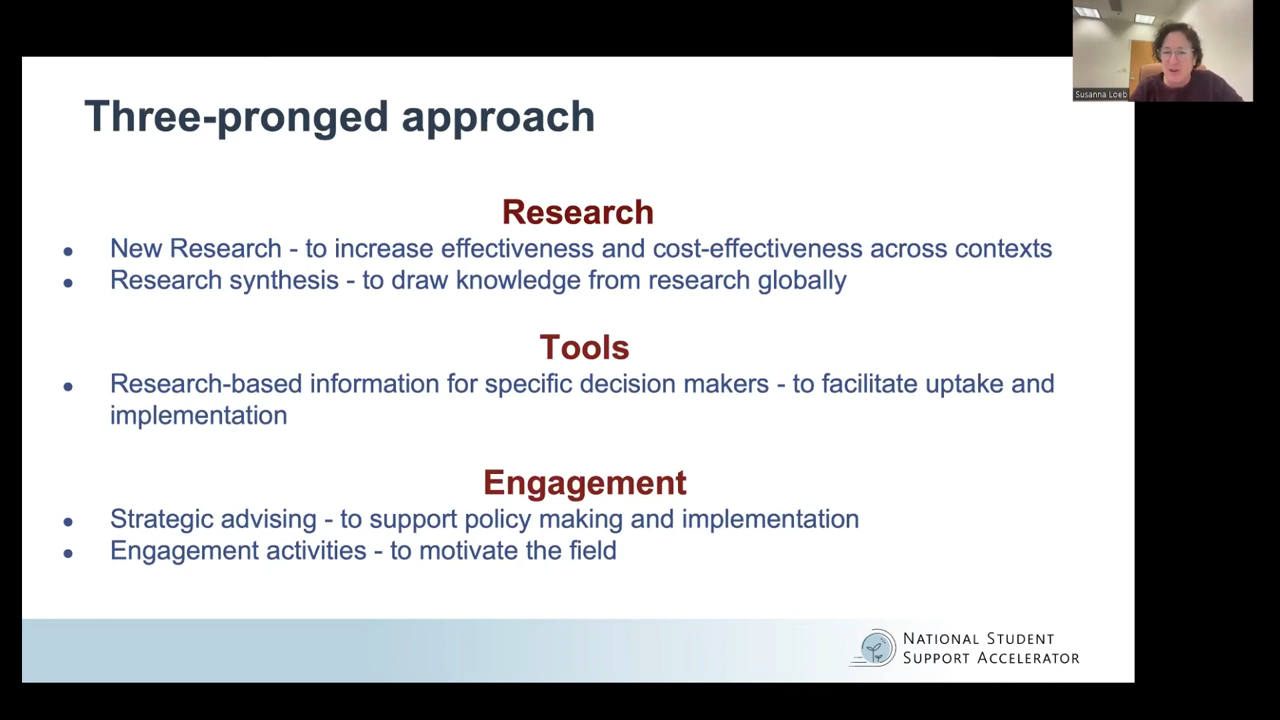 Susanna Loeb
Three-pronged approach
Research
• New Research - to increase effectiveness and cost-effectiveness across contexts
• Research synthesis - to draw knowledge from research globally
Tools
• Research-based information for specific decision makers - to facilitate uptake and
implementation
Engagement
• Strategic advising - to support policy making and implementation
• Engagement activities - to motivate the field
NATIONAL STUDENT
SUPPORT ACCELERATOR